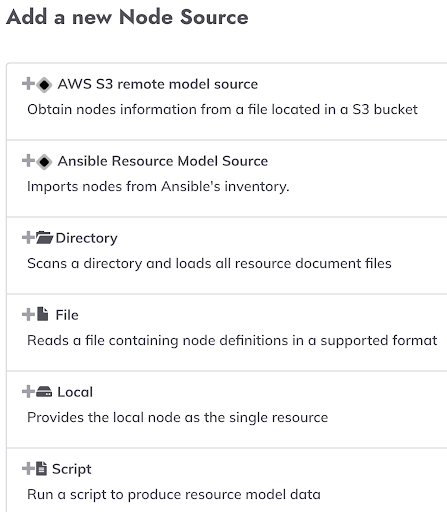 Add a new Node Source
AWS S3 remote model source
Obtain nodes information from a file located in a S3 bucket
Ansible Resource Model Source
Imports nodes from Ansible's inventory.
Directory
Scans a directory and loads all resource document files
File
Reads a file containing node definitions in a supported format
Local
Provides the local node as the single resource
Script
Run a script to produce resource model data